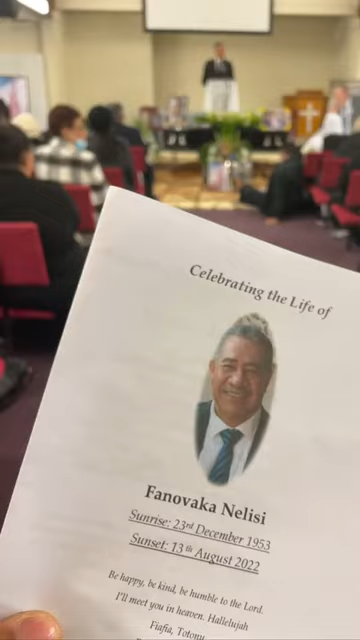 Celebrating the Life of
Fanovaka Nelisi
Sunrise: 23rd December 1953
Sunset: 13th August 2022
Be happy, be kind, be humble to the Lord.
I'll meet you in heaven. Hallelujah
Fiafia,